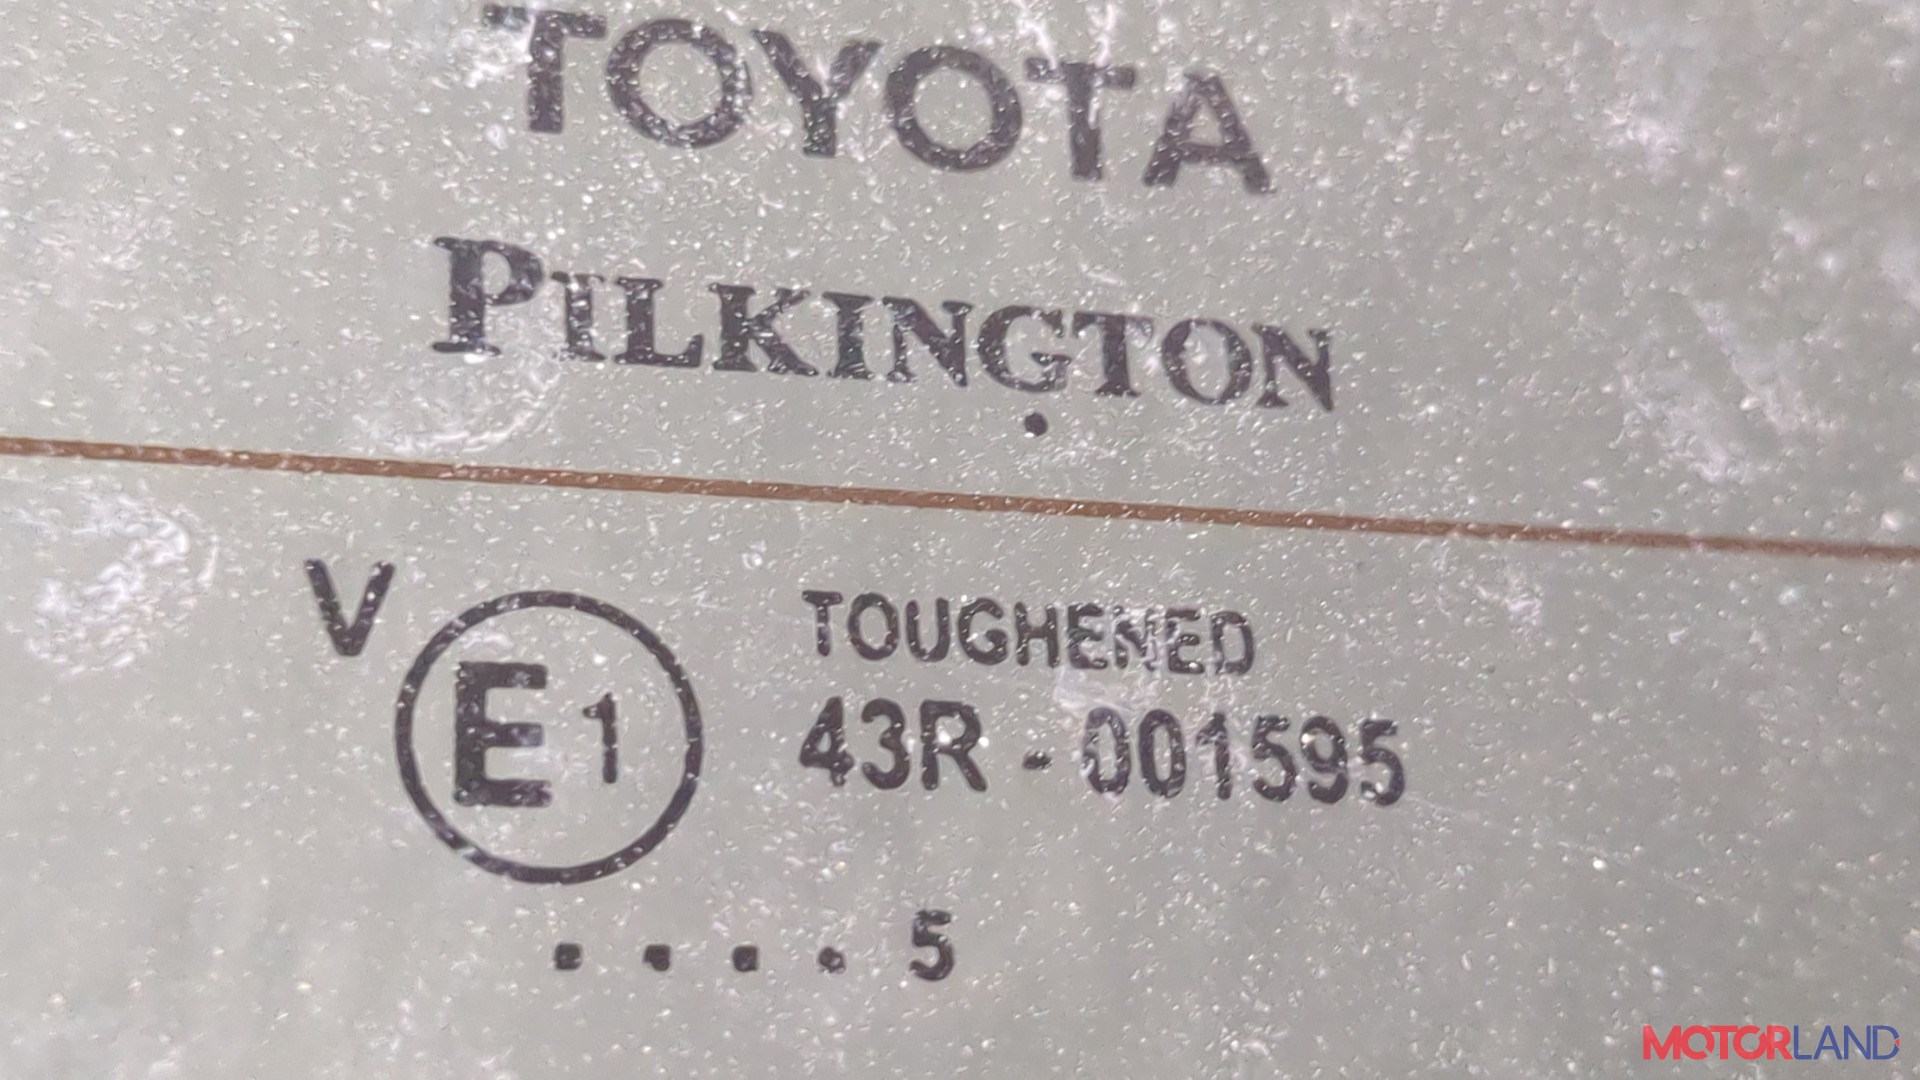 TOYOTA
PILKINGTON
V
E1
TOUGHENED
43R - 001595
. . . . 5
MOTORLAND